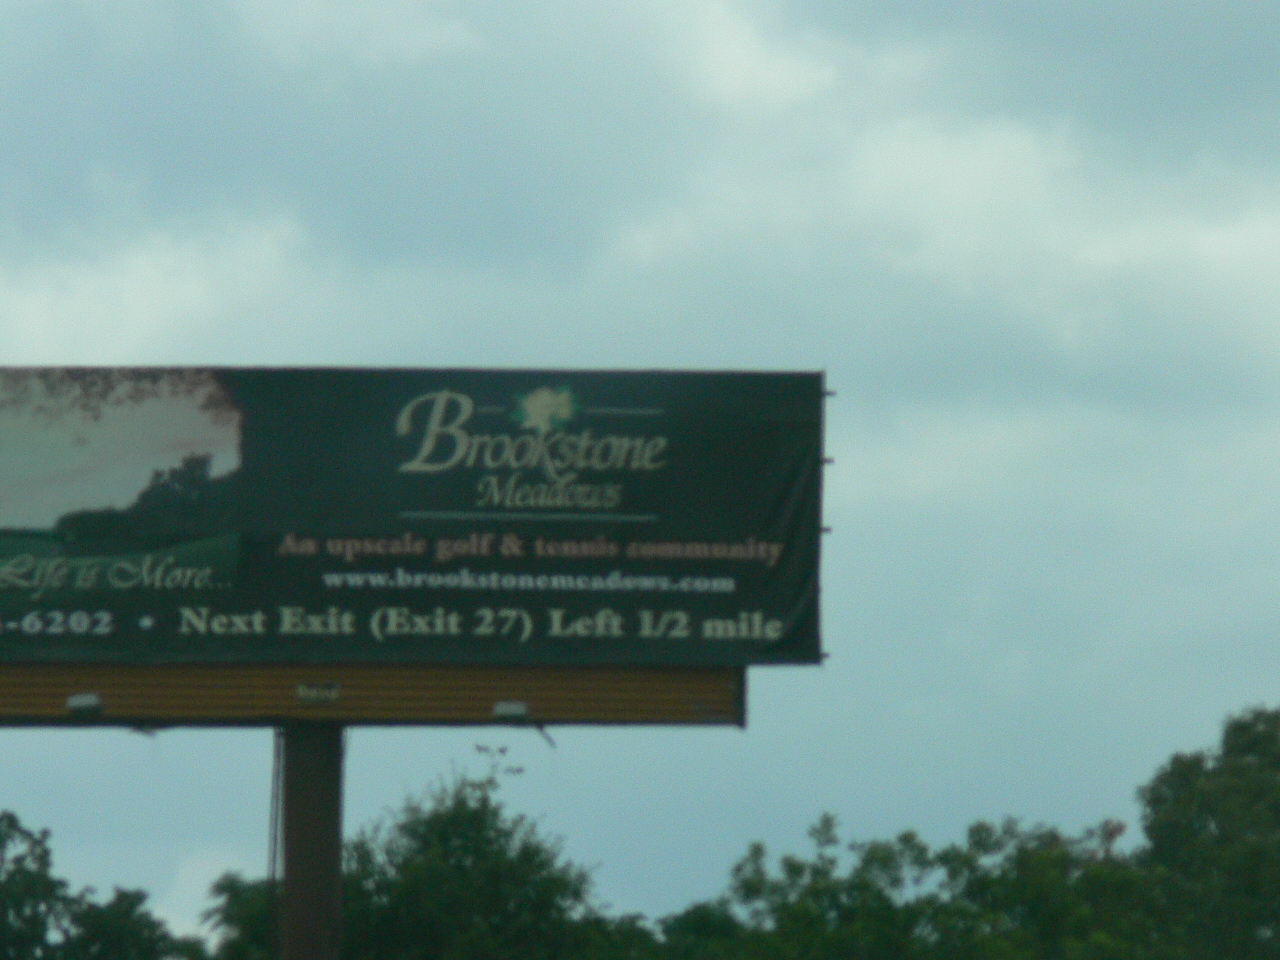 Brookstone
Meadows
An upscale golf & tennis community
www.brookstonemeadows.com
Life is More...
-6202 • Next Exit (Exit 27) Left 1/2 mile